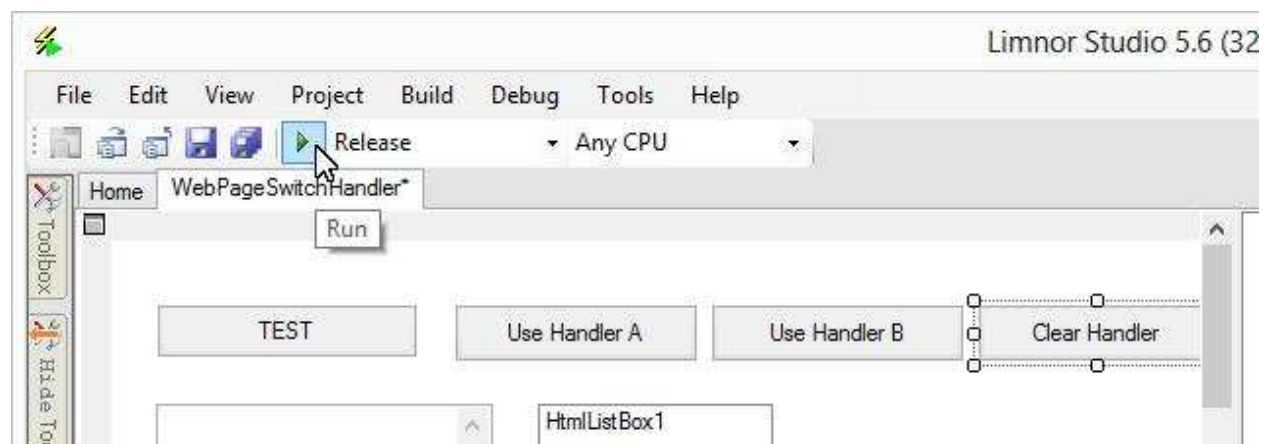 Limnor Studio 5.6 (32
File Edit View Project Build Debug Tools Help
Release Any CPU
Home WebPageSwitchHandler*
Run
Toolbox
TEST Use Handler A Use Handler B Clear Handler
Hide To
HtmlListBox1